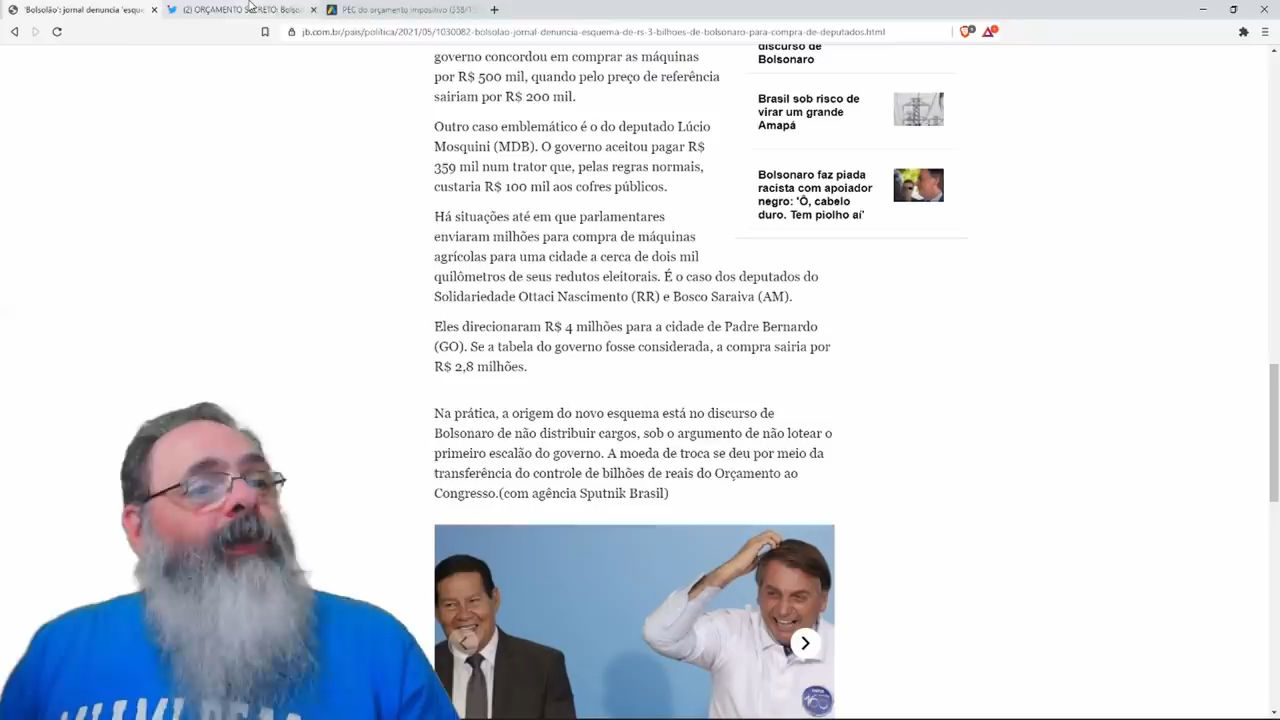 'Bolsolão': jornal denuncia 'esque
(2) ORÇAMENTO SECRETO: Bolso
PEC do orçamento impositivo (358/13
jb.com.br/pais/politica/2021/05/1030082-bolsolao-jornal-denuncia-esquema-de-rs-3-bilhoes-de-bolsonaro-para-compra-de-deputados.html
governo concordou em comprar as máquinas
por R$ 500 mil, quando pelo preço de referência
sairiam por R$ 200 mil.
Outro caso emblemático é o do deputado Lúcio
Mosquini (MDB). O governo aceitou pagar R$
359 mil num trator que, pelas regras normais,
custaria R$ 100 mil aos cofres públicos.
Há situações até em que parlamentares
enviaram milhões para compra de máquinas
agrícolas para uma cidade a cerca de dois mil
quilômetros de seus redutos eleitorais. É o caso dos deputados do
Solidariedade Ottaci Nascimento (RR) e Bosco Saraiva (AM).
Eles direcionaram R$ 4 milhões para a cidade de Padre Bernardo
(GO). Se a tabela do governo fosse considerada, a compra sairia por
R$ 2,8 milhões.
Na prática, a origem do novo esquema está no discurso de
Bolsonaro de não distribuir cargos, sob o argumento de não lotear o
primeiro escalão do governo. A moeda de troca se deu por meio da
transferência do controle de bilhões de reais do Orçamento ao
Congresso.(com agência Sputnik Brasil)
discurso de
Bolsonaro
Brasil sob risco de
virar um grande
Amapá
Bolsonaro faz piada
racista com apoiador
negro: 'Ô, cabelo
duro. Tem piolho aí'